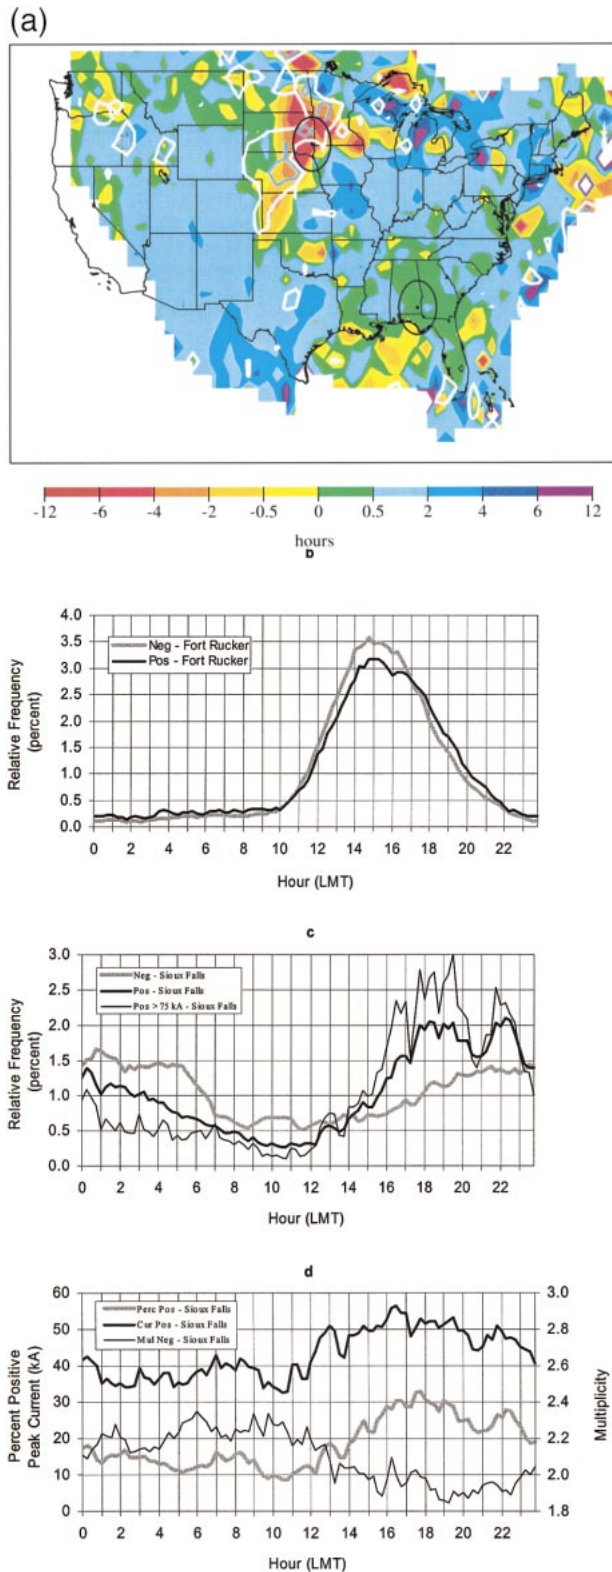 (a)
-12 -6 -4 -2 -0.5 0 0.5 2 4 6 12
hours
b
4.0
3.5
3.0
2.5
2.0
1.5
1.0
0.5
0.0
Relative Frequency
(percent)
Neg - Fort Rucker
Pos - Fort Rucker
0 2 4 6 8 10 12 14 16 18 20 22
Hour (LMT)
c
3.0
2.5
2.0
1.5
1.0
0.5
0.0
Relative Frequency
(percent)
Neg - Sioux Falls
Pos - Sioux Falls
Pos > 75 kA - Sioux Falls
0 2 4 6 8 10 12 14 16 18 20 22
Hour (LMT)
d
60
50
40
30
20
10
0
Percent Positive
Peak Current (kA)
Perc Pos - Sioux Falls
Cur Pos - Sioux Falls
Mul Neg - Sioux Falls
3.0
2.8
2.6
2.4
2.2
2.0
1.8
Multiplicity
0 2 4 6 8 10 12 14 16 18 20 22
Hour (LMT)